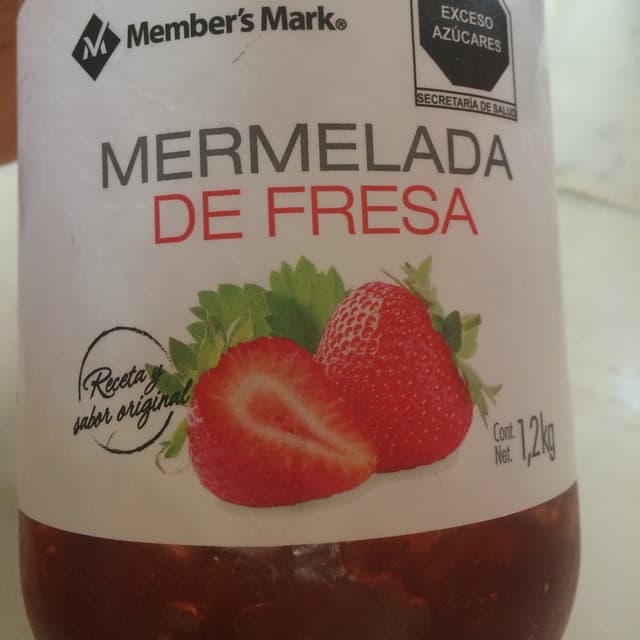 Member's Mark®
EXCESO
AZÚCARES
SECRETARÍA DE SALUD
MERMELADA
DE FRESA
Receta y
sabor original
Cont.
Net. 1,2kg